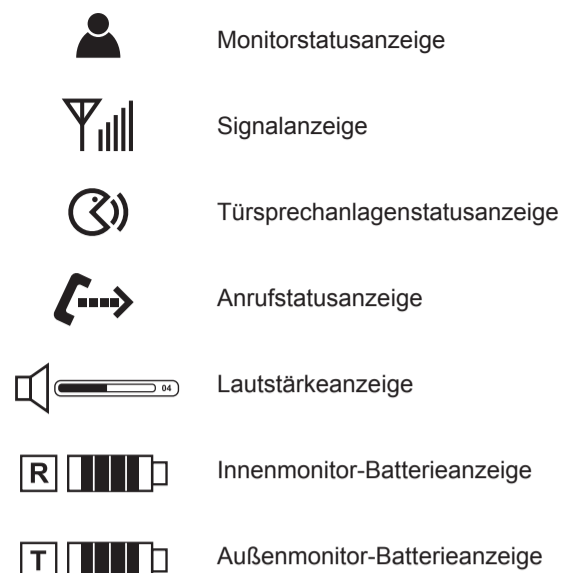 Monitorstatusanzeige
Signalanzeige
Türsprechanlagenstatusanzeige
Anrufstatusanzeige
04 Lautstärkeanzeige
R Innenmonitor-Batterieanzeige
T Außenmonitor-Batterieanzeige